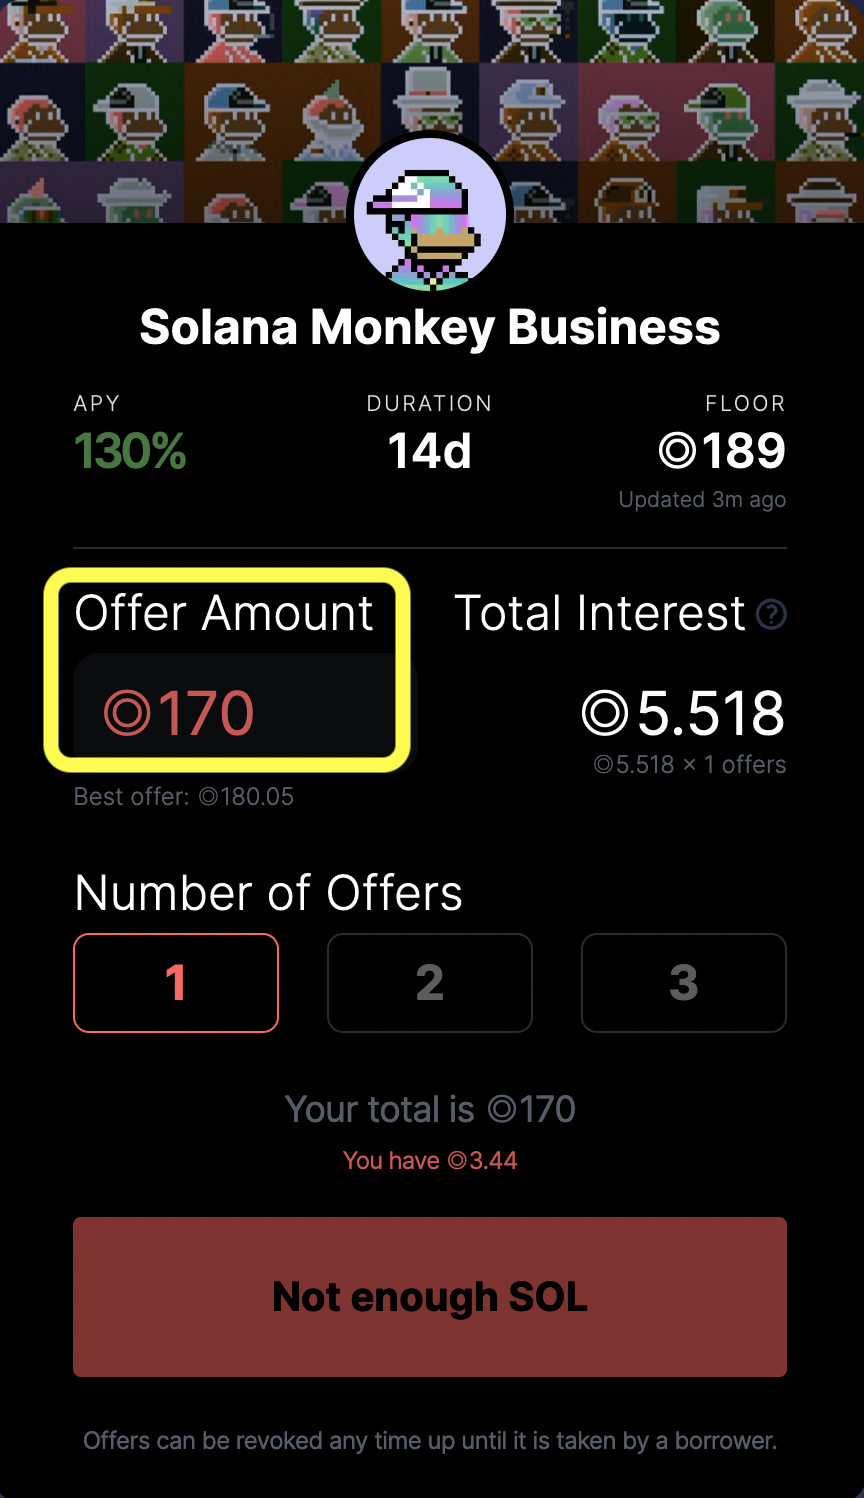 Solana Monkey Business
APY DURATION FLOOR
130% 14d ◎189
Updated 3m ago
Offer Amount Total Interest ?
◎170 ◎5.518
◎5.518 × 1 offers
Best offer: ◎180.05
Number of Offers
1 2 3
Your total is ◎170
You have ◎3.44
Not enough SOL
Offers can be revoked any time up until it is taken by a borrower.